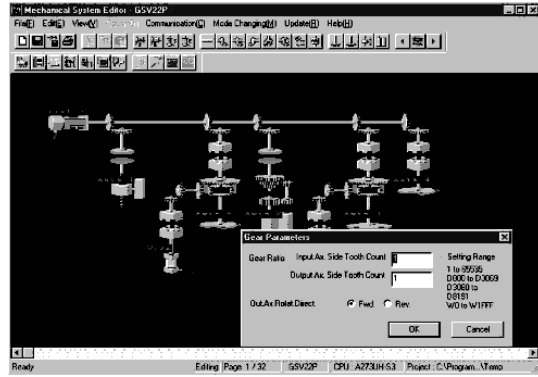 Mechanical System Editor - GSV22P
File(F) Edit(E) View(V) Communication(C) Mode Changing(M) Update(R) Help(H)
Gear Parameters
Gear Ratio Input Ax. Side Tooth Count
Setting Range
1 to 65535
Output Ax. Side Tooth Count 1
D800 to D3069
D3080 to
D8191
W0 to W1FFF
Out.Ax.Rotat.Direct. Fwd. Rev.
OK Cancel
Ready Editing Page 1 / 32 GSV22P CPU : A273UH-S3 Project : C:\Program...\Temp